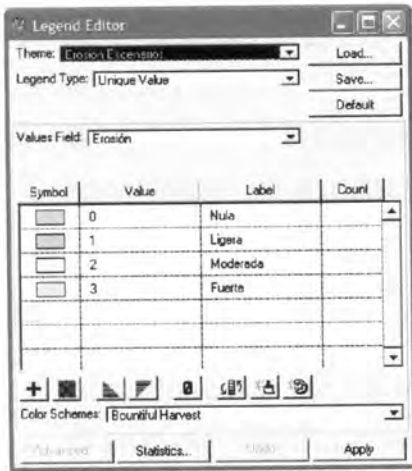 Legend Editor
Theme: Erosion Escenarios
Load...
Legend Type: Unique Value
Save...
Default
Values Field: Erosión
Symbol Value Label Count
0 Nula
1 Ligera
2 Moderada
3 Fuerte
Color Schemes: Bountiful Harvest
Advanced Statistics... Undo Apply